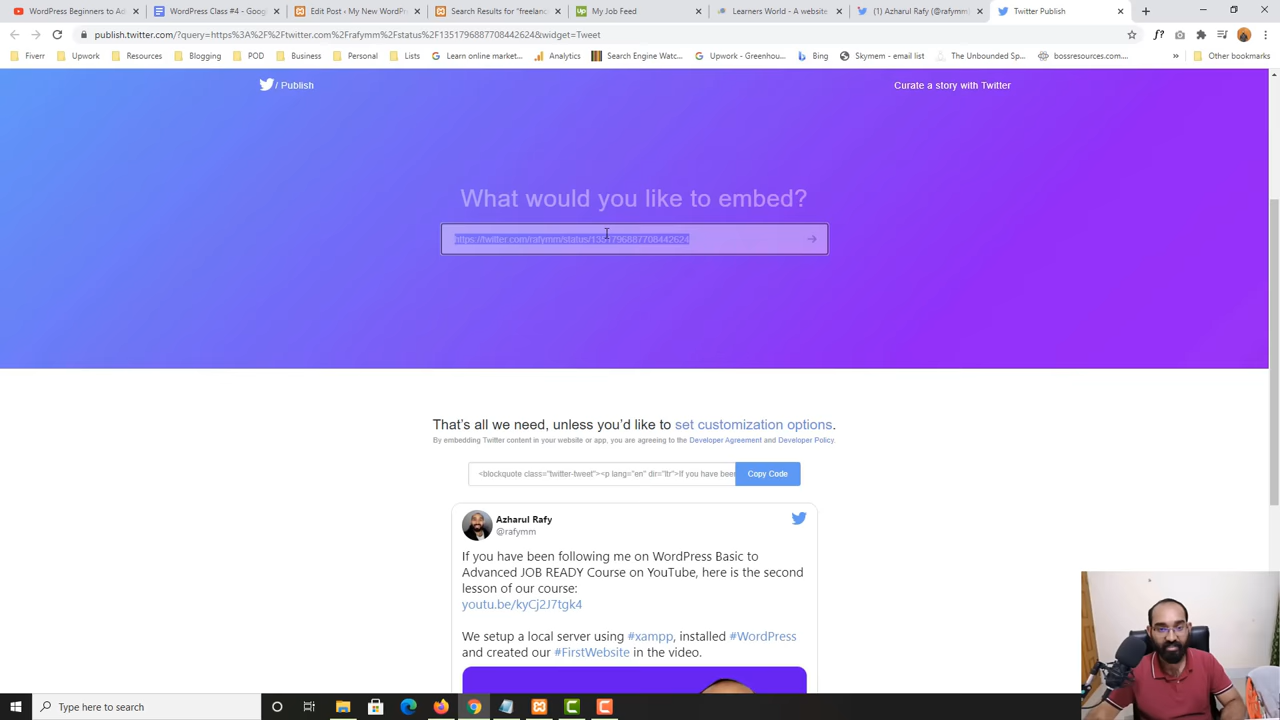 WordPress Beginners to Ad
WordPress Class #4 - Goog
Edit Post ‹ My New WordP
Search Results for "freelanc
My Job Feed
Learners World - A website
(1) Azharul Rafy (@rafymm)
Twitter Publish
publish.twitter.com/?query=https%3A%2F%2Ftwitter.com%2Frafymm%2Fstatus%2F1351796887708442624&widget=Tweet
Fiverr
Upwork
Resources
Blogging
POD
Business
Personal
Lists
Learn online market...
Analytics
Search Engine Watc...
Upwork - Greenhou...
Bing
Skymem - email list
The Unbounded Sp...
bossresources.com...
»
Other bookmarks
/ Publish
Curate a story with Twitter
What would you like to embed?
https://twitter.com/rafymm/status/1351796887708442624
That's all we need, unless you'd like to set customization options.
By embedding Twitter content in your website or app, you are agreeing to the Developer Agreement and Developer Policy.
<blockquote class="twitter-tweet"><p lang="en" dir="ltr">If you have been
Copy Code
Azharul Rafy
@rafymm
If you have been following me on WordPress Basic to
Advanced JOB READY Course on YouTube, here is the second
lesson of our course:
youtu.be/kyCj2J7tgk4
We setup a local server using #xampp, installed #WordPress
and created our #FirstWebsite in the video.
Type here to search